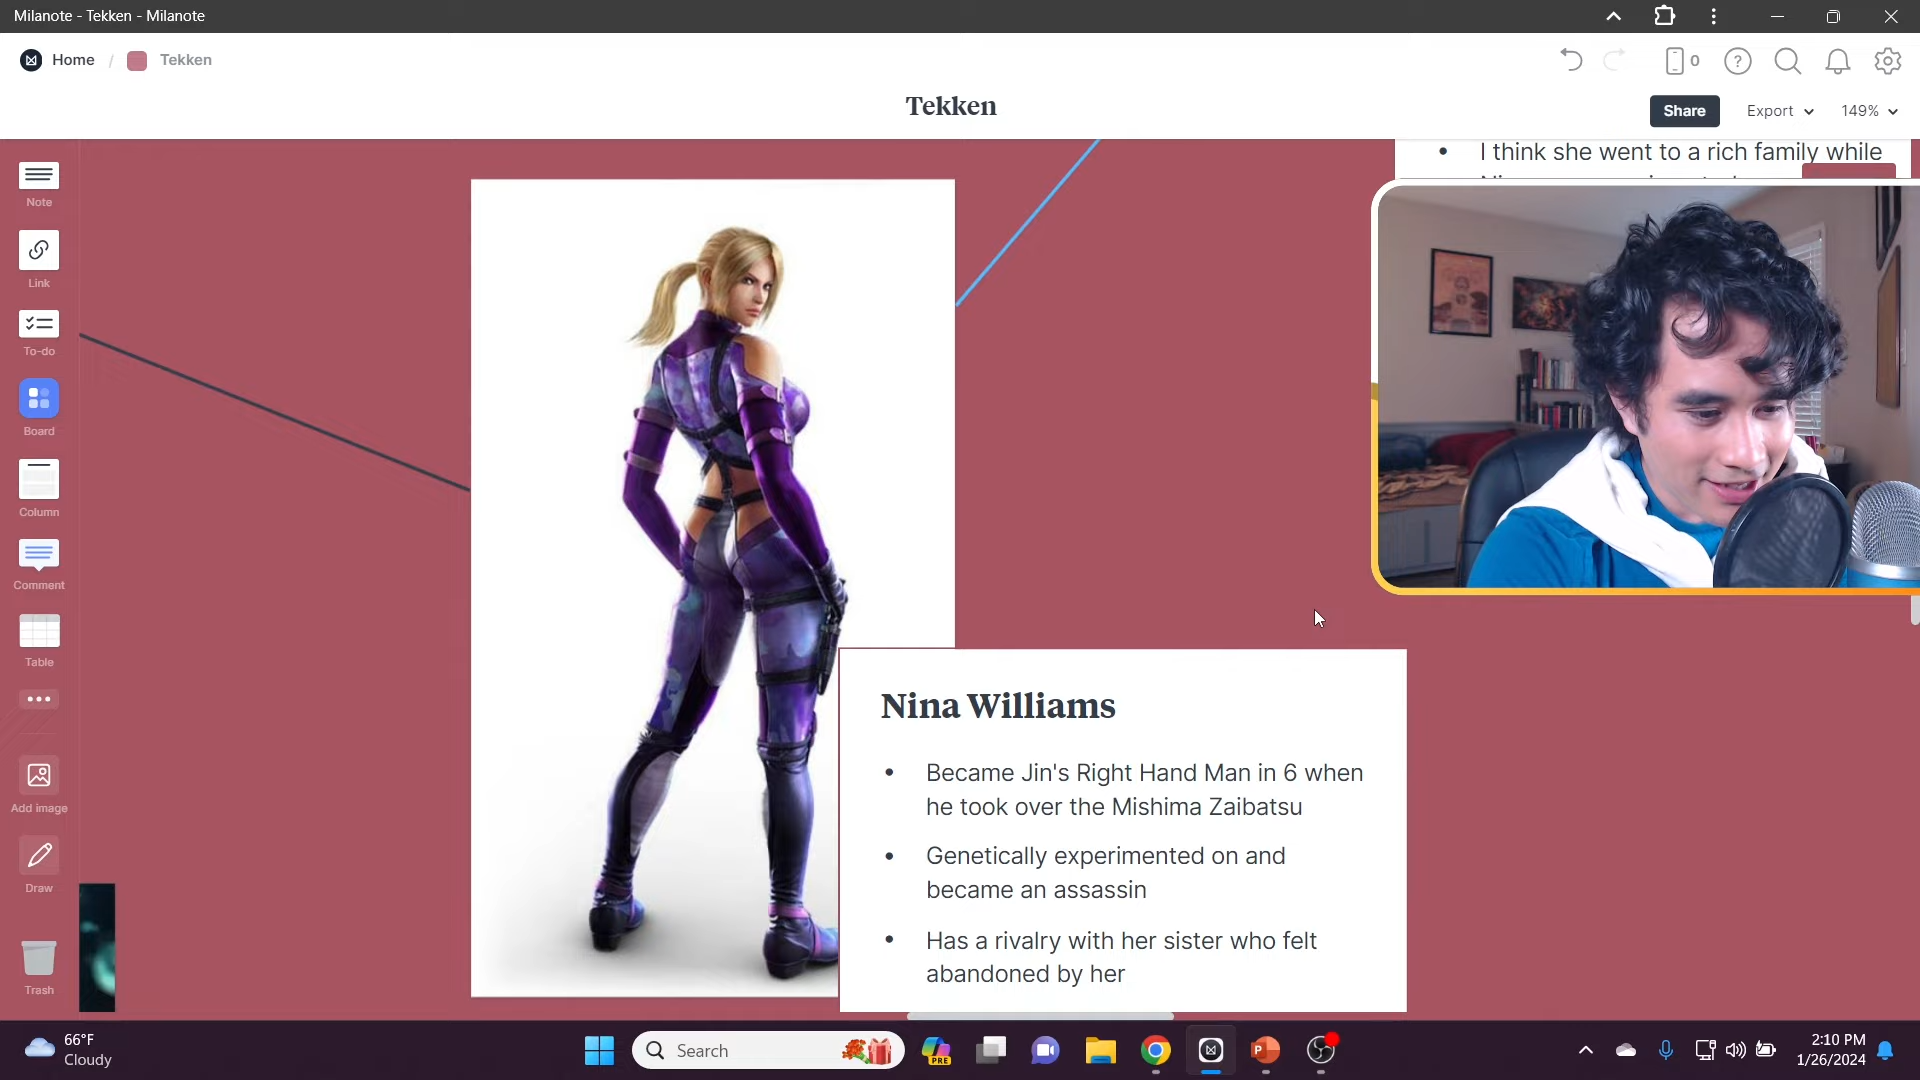 Milanote - Tekken - Milanote
Home / Tekken
0
Tekken
Share
Export
149%
Note
Link
To-do
Board
Column
Comment
Table
Add image
Draw
Trash
• I think she went to a rich family while
Nina Williams
• Became Jin's Right Hand Man in 6 when
he took over the Mishima Zaibatsu
• Genetically experimented on and
became an assassin
• Has a rivalry with her sister who felt
abandoned by her
66°F
Cloudy
Search
PRE
2:10 PM
1/26/2024